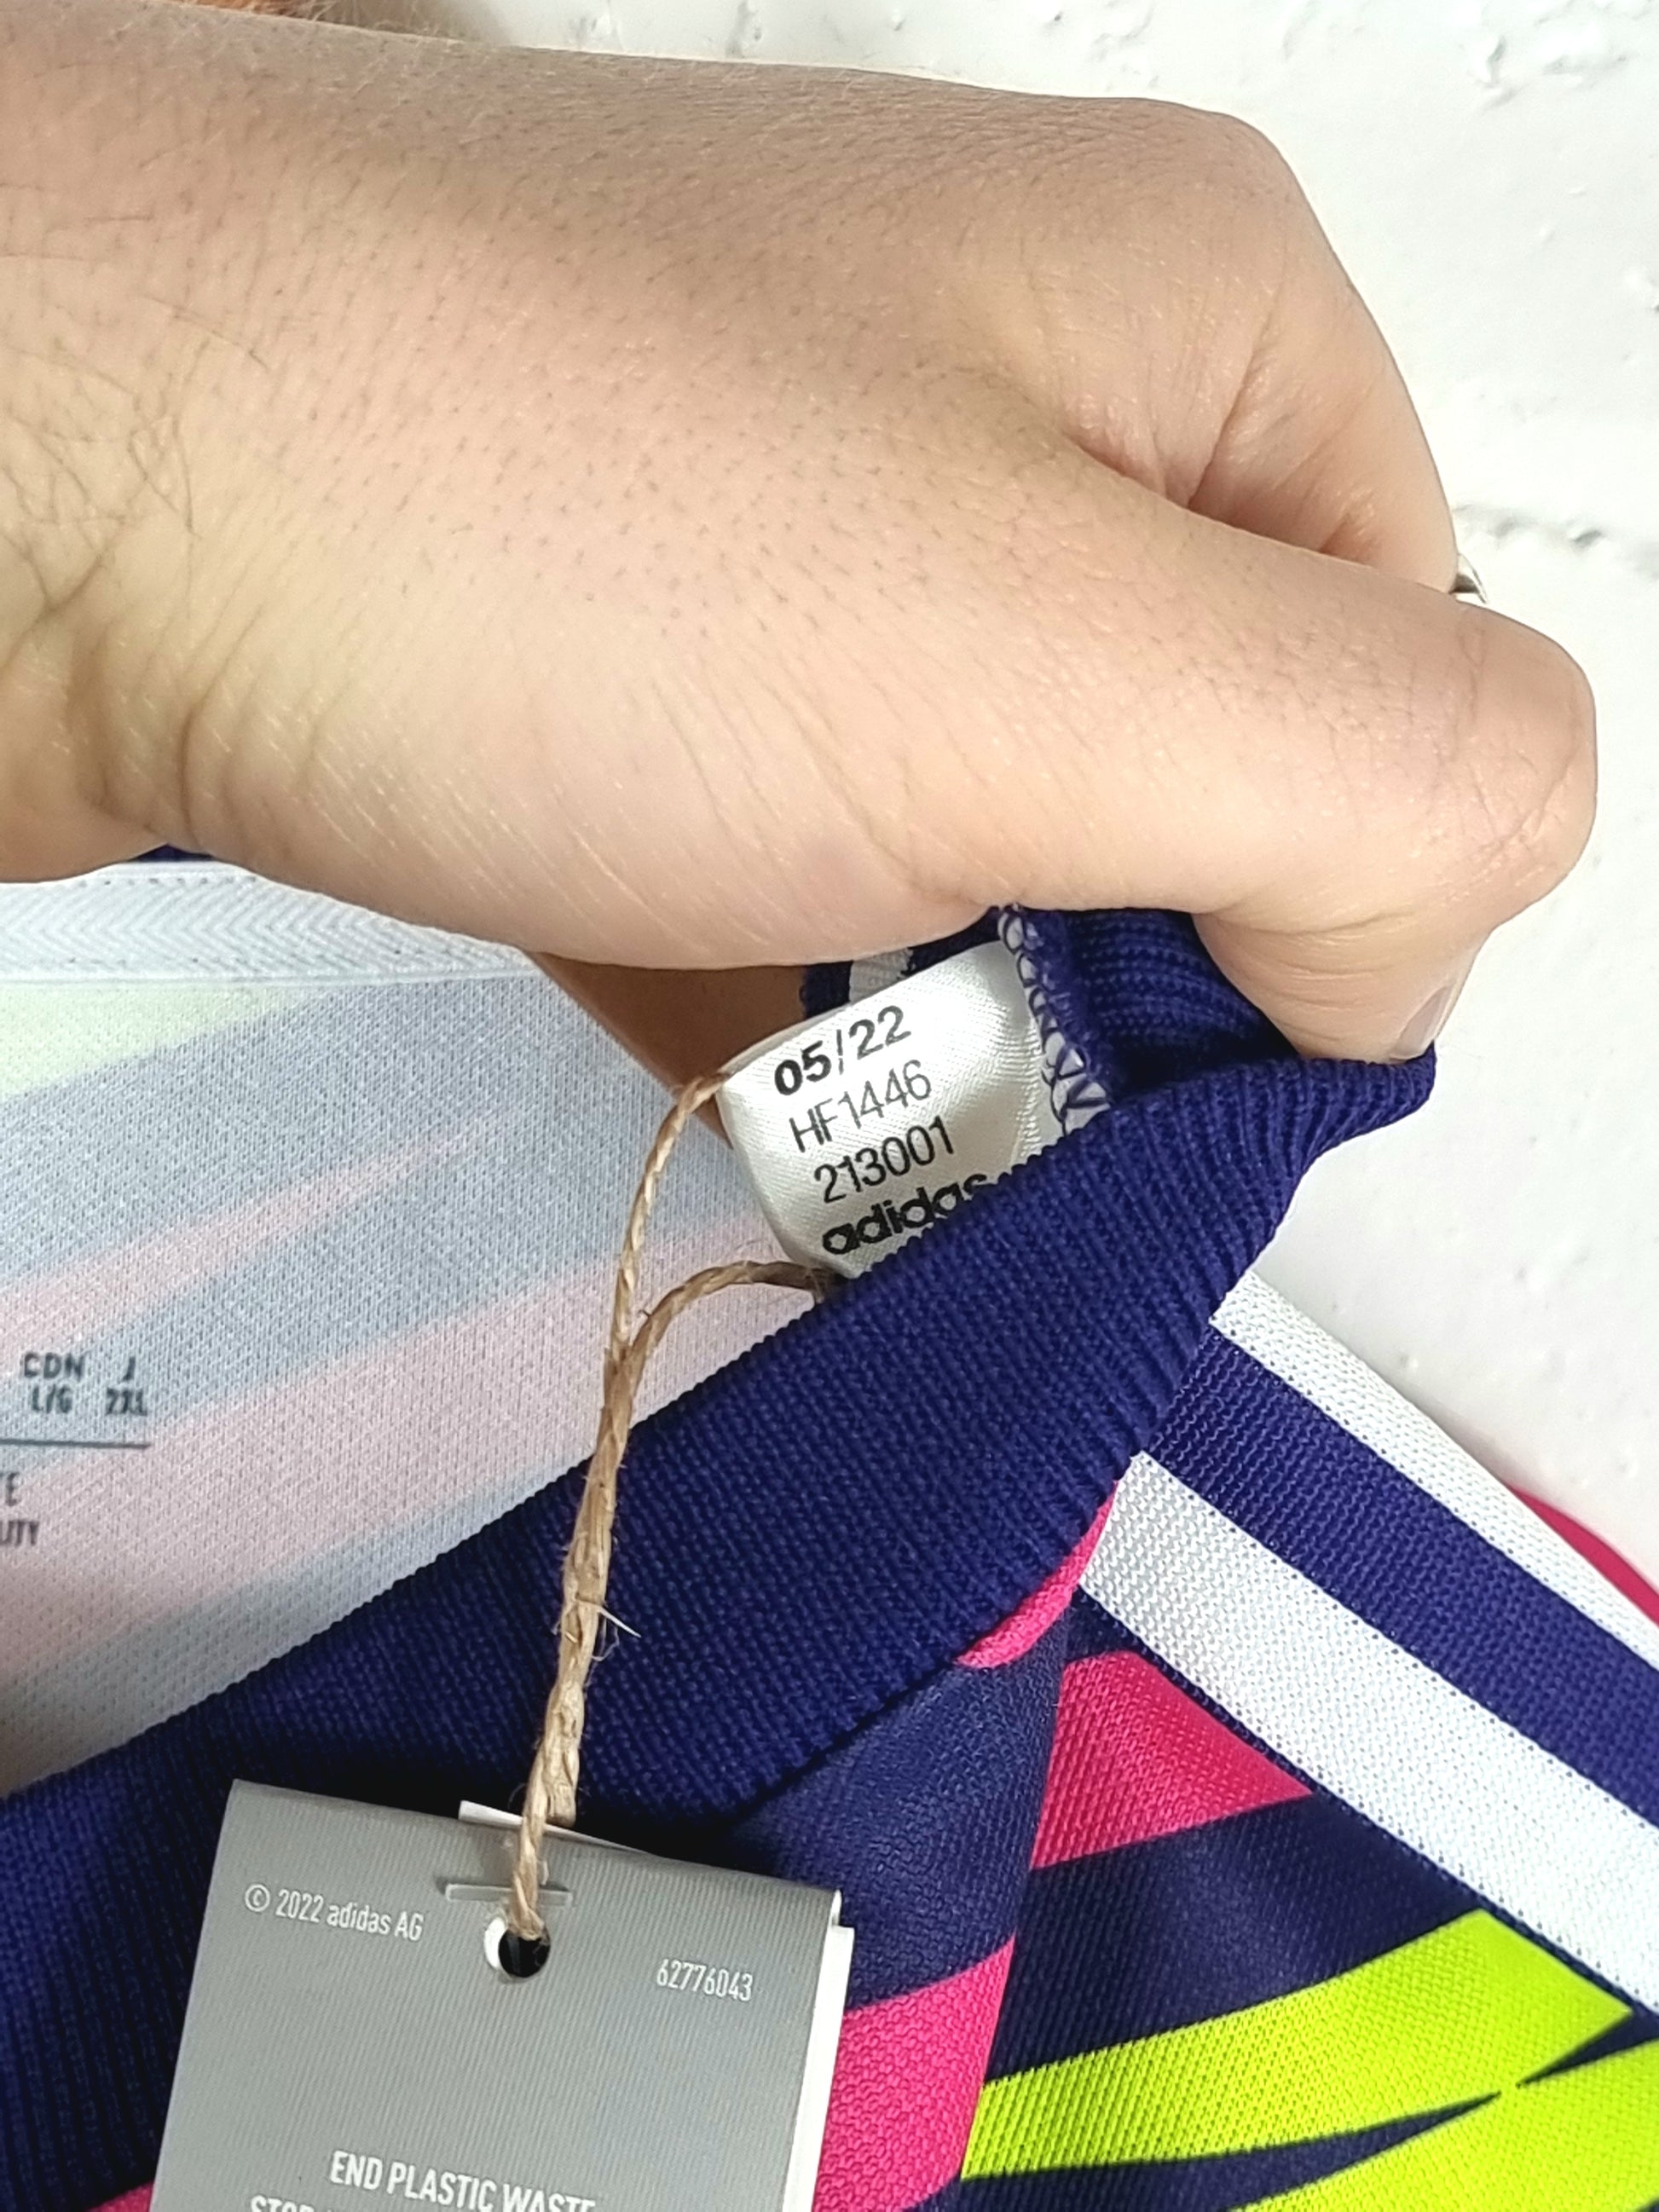 05/22
HF1446
213001
adidas
CDN J
L/G 2XL
© 2022 adidas AG
62776043
END PLASTIC WASTE